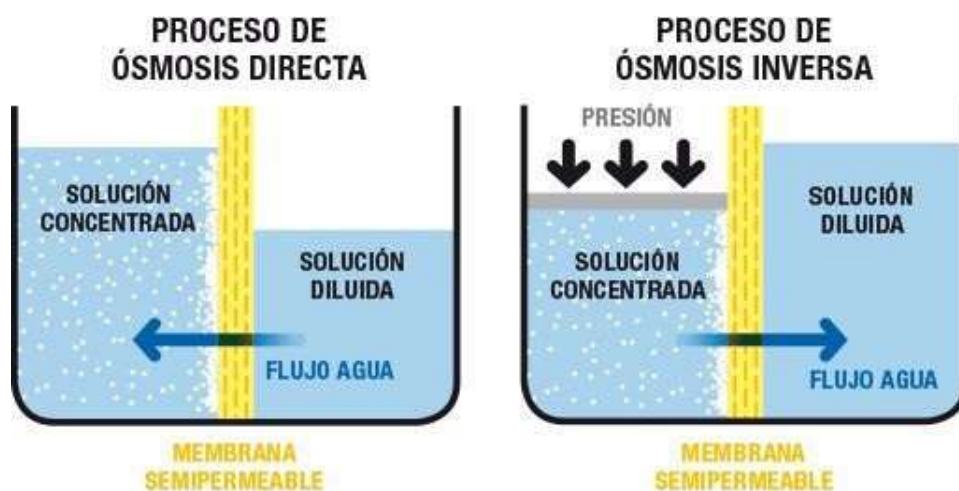 PROCESO DE
ÓSMOSIS DIRECTA
SOLUCIÓN
CONCENTRADA
SOLUCIÓN
DILUIDA
FLUJO AGUA
MEMBRANA
SEMIPERMEABLE
PROCESO DE
ÓSMOSIS INVERSA
PRESIÓN
SOLUCIÓN
CONCENTRADA
SOLUCIÓN
DILUIDA
FLUJO AGUA
MEMBRANA
SEMIPERMEABLE